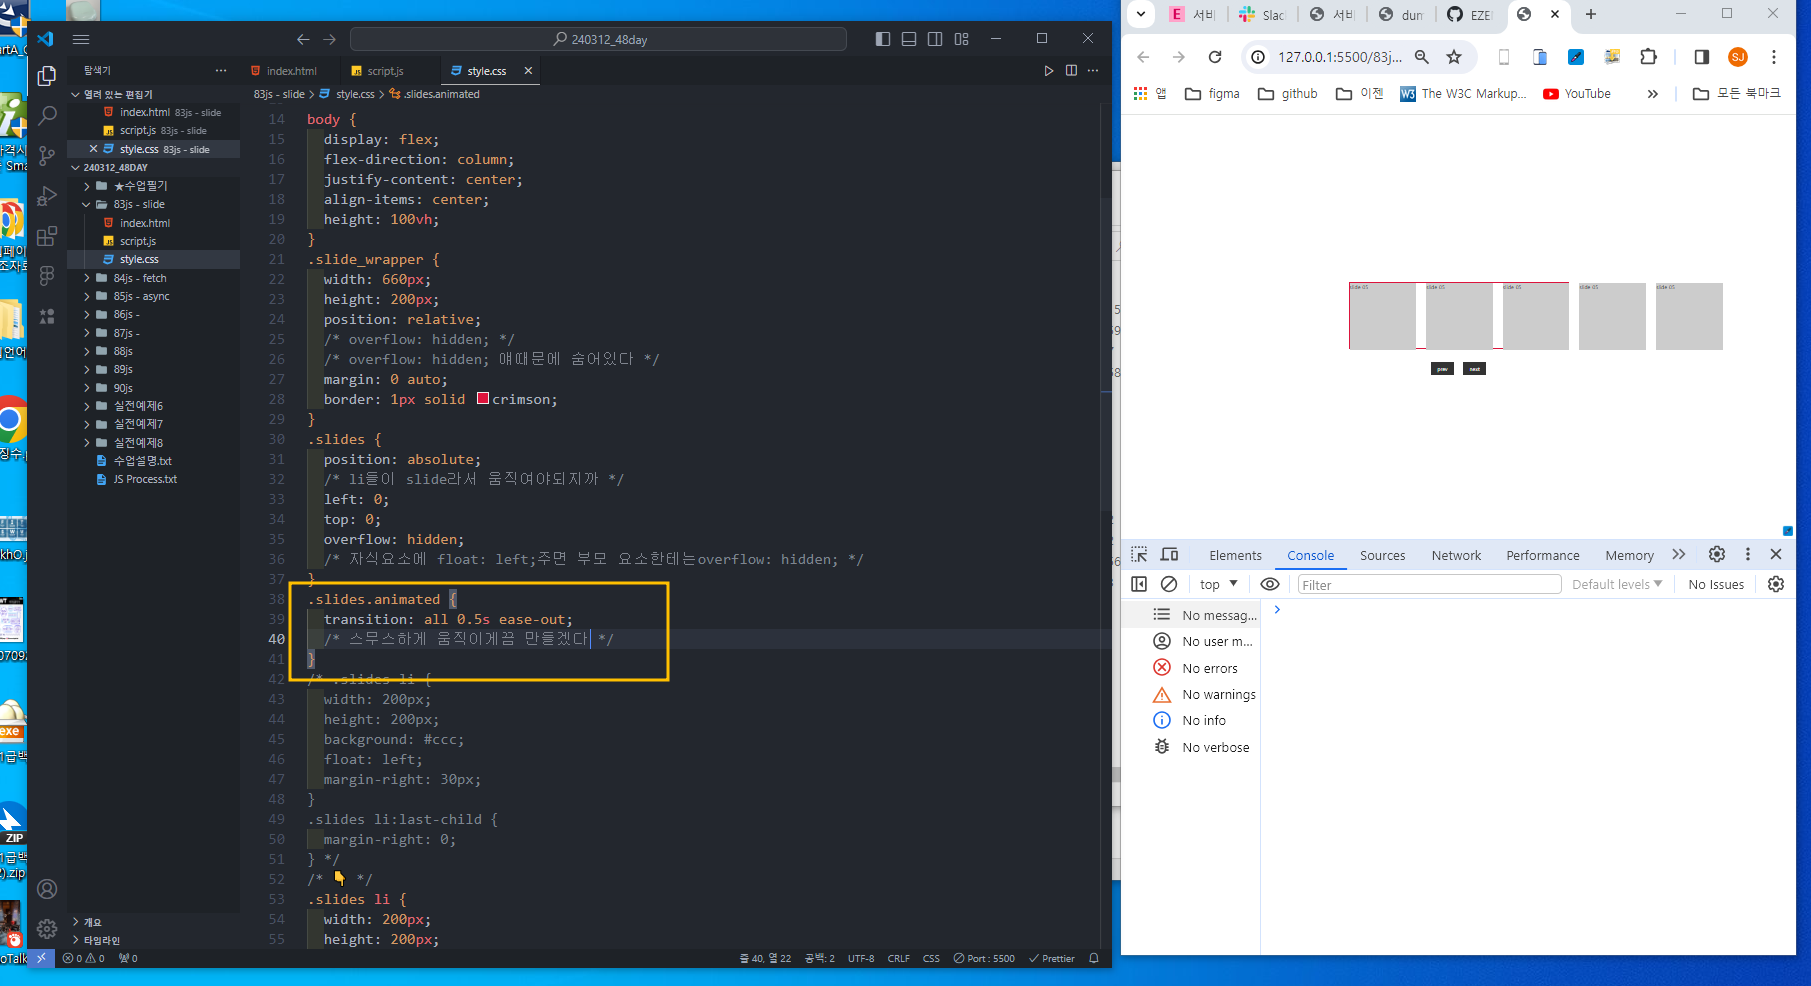 240312_48day
탐색기
index.html
script.js
style.css
열려 있는 편집기
index.html 83js - slide
script.js 83js - slide
style.css 83js - slide
240312_48DAY
★수업필기
83js - slide
index.html
script.js
style.css
84js - fetch
85js - async
86js -
87js -
88js
89js
90js
실전예제6
실전예제7
실전예제8
수업설명.txt
JS Process.txt
개요
타임라인
83js - slide > style.css > .slides.animated
14 body {
15 display: flex;
16 flex-direction: column;
17 justify-content: center;
18 align-items: center;
19 height: 100vh;
20 }
21 .slide_wrapper {
22 width: 660px;
23 height: 200px;
24 position: relative;
25 /* overflow: hidden; */
26 /* overflow: hidden; 얘때문에 숨어있다 */
27 margin: 0 auto;
28 border: 1px solid crimson;
29 }
30 .slides {
31 position: absolute;
32 /* li들이 slide라서 움직여야되지까 */
33 left: 0;
34 top: 0;
35 overflow: hidden;
36 /* 자식요소에 float: left;주면 부모 요소한테는overflow: hidden; */
37 }
38 .slides.animated {
39 transition: all 0.5s ease-out;
40 /* 스무스하게 움직이게끔 만들겠다 */
41 }
42 /* .slides li {
43 width: 200px;
44 height: 200px;
45 background: #ccc;
46 float: left;
47 margin-right: 30px;
48 }
49 .slides li:last-child {
50 margin-right: 0;
51 } */
52 /* 👇 */
53 .slides li {
54 width: 200px;
55 height: 200px;
0 0 0
줄 40, 열 22 공백: 2 UTF-8 CRLF CSS Port : 5500 Prettier
E 서비 Slac 서비 dum EZE
127.0.0.1:5500/83j... SJ
앱 figma github 이젠 W3 The W3C Markup... YouTube » 모든 북마크
slide 05 slide 05 slide 05 slide 05 slide 05
prev next
Elements Console Sources Network Performance Memory
top Filter Default levels No Issues
No messag...
No user m...
No errors
No warnings
No info
No verbose
ZIP
exe